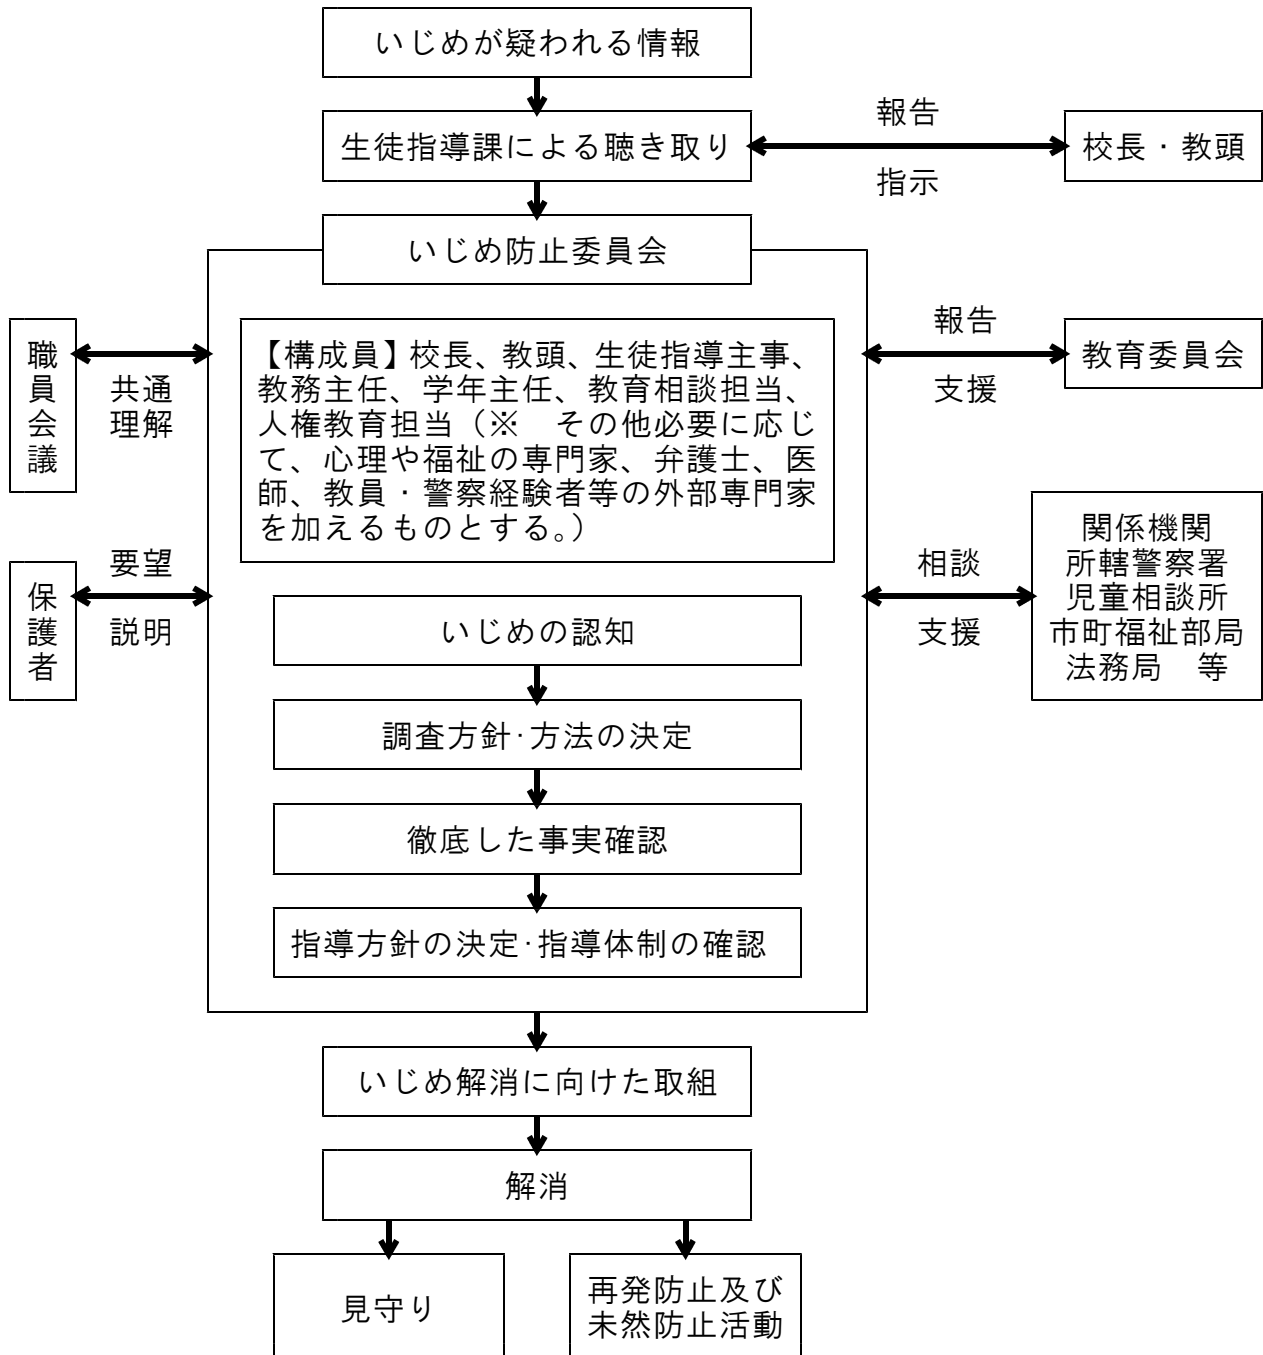 いじめが疑われる情報
生徒指導課による聴き取り
報告
指示
校長・教頭
いじめ防止委員会
職員会議
共通
理解
【構成員】校長、教頭、生徒指導主事、
教務主任、学年主任、教育相談担当、
人権教育担当（※　その他必要に応じ
て、心理や福祉の専門家、弁護士、医
師、教員・警察経験者等の外部専門家
を加えるものとする。）
報告
支援
教育委員会
保護者
要望
説明
相談
支援
関係機関
所轄警察署
児童相談所
市町福祉部局
法務局　等
いじめの認知
調査方針・方法の決定
徹底した事実確認
指導方針の決定・指導体制の確認
いじめ解消に向けた取組
解消
見守り
再発防止及び
未然防止活動